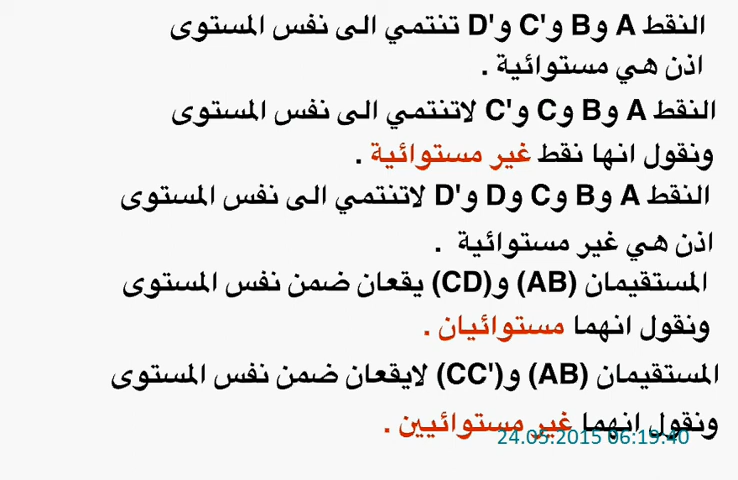 النقط A وB وC' وD' تنتمي الى نفس المستوى
اذن هي مستوائية .
النقط A وB وC وC' لاتنتمي الى نفس المستوى
ونقول انها نقط غير مستوائية .
النقط A وB وC وD وD' لاتنتمي الى نفس المستوى
اذن هي غير مستوائية .
المستقيمان (AB) و(CD) يقعان ضمن نفس المستوى
ونقول انهما مستوائيان .
المستقيمان (AB) و(CC') لايقعان ضمن نفس المستوى
ونقول انهما غير مستوائيين .
24.05.2015 06:19:40